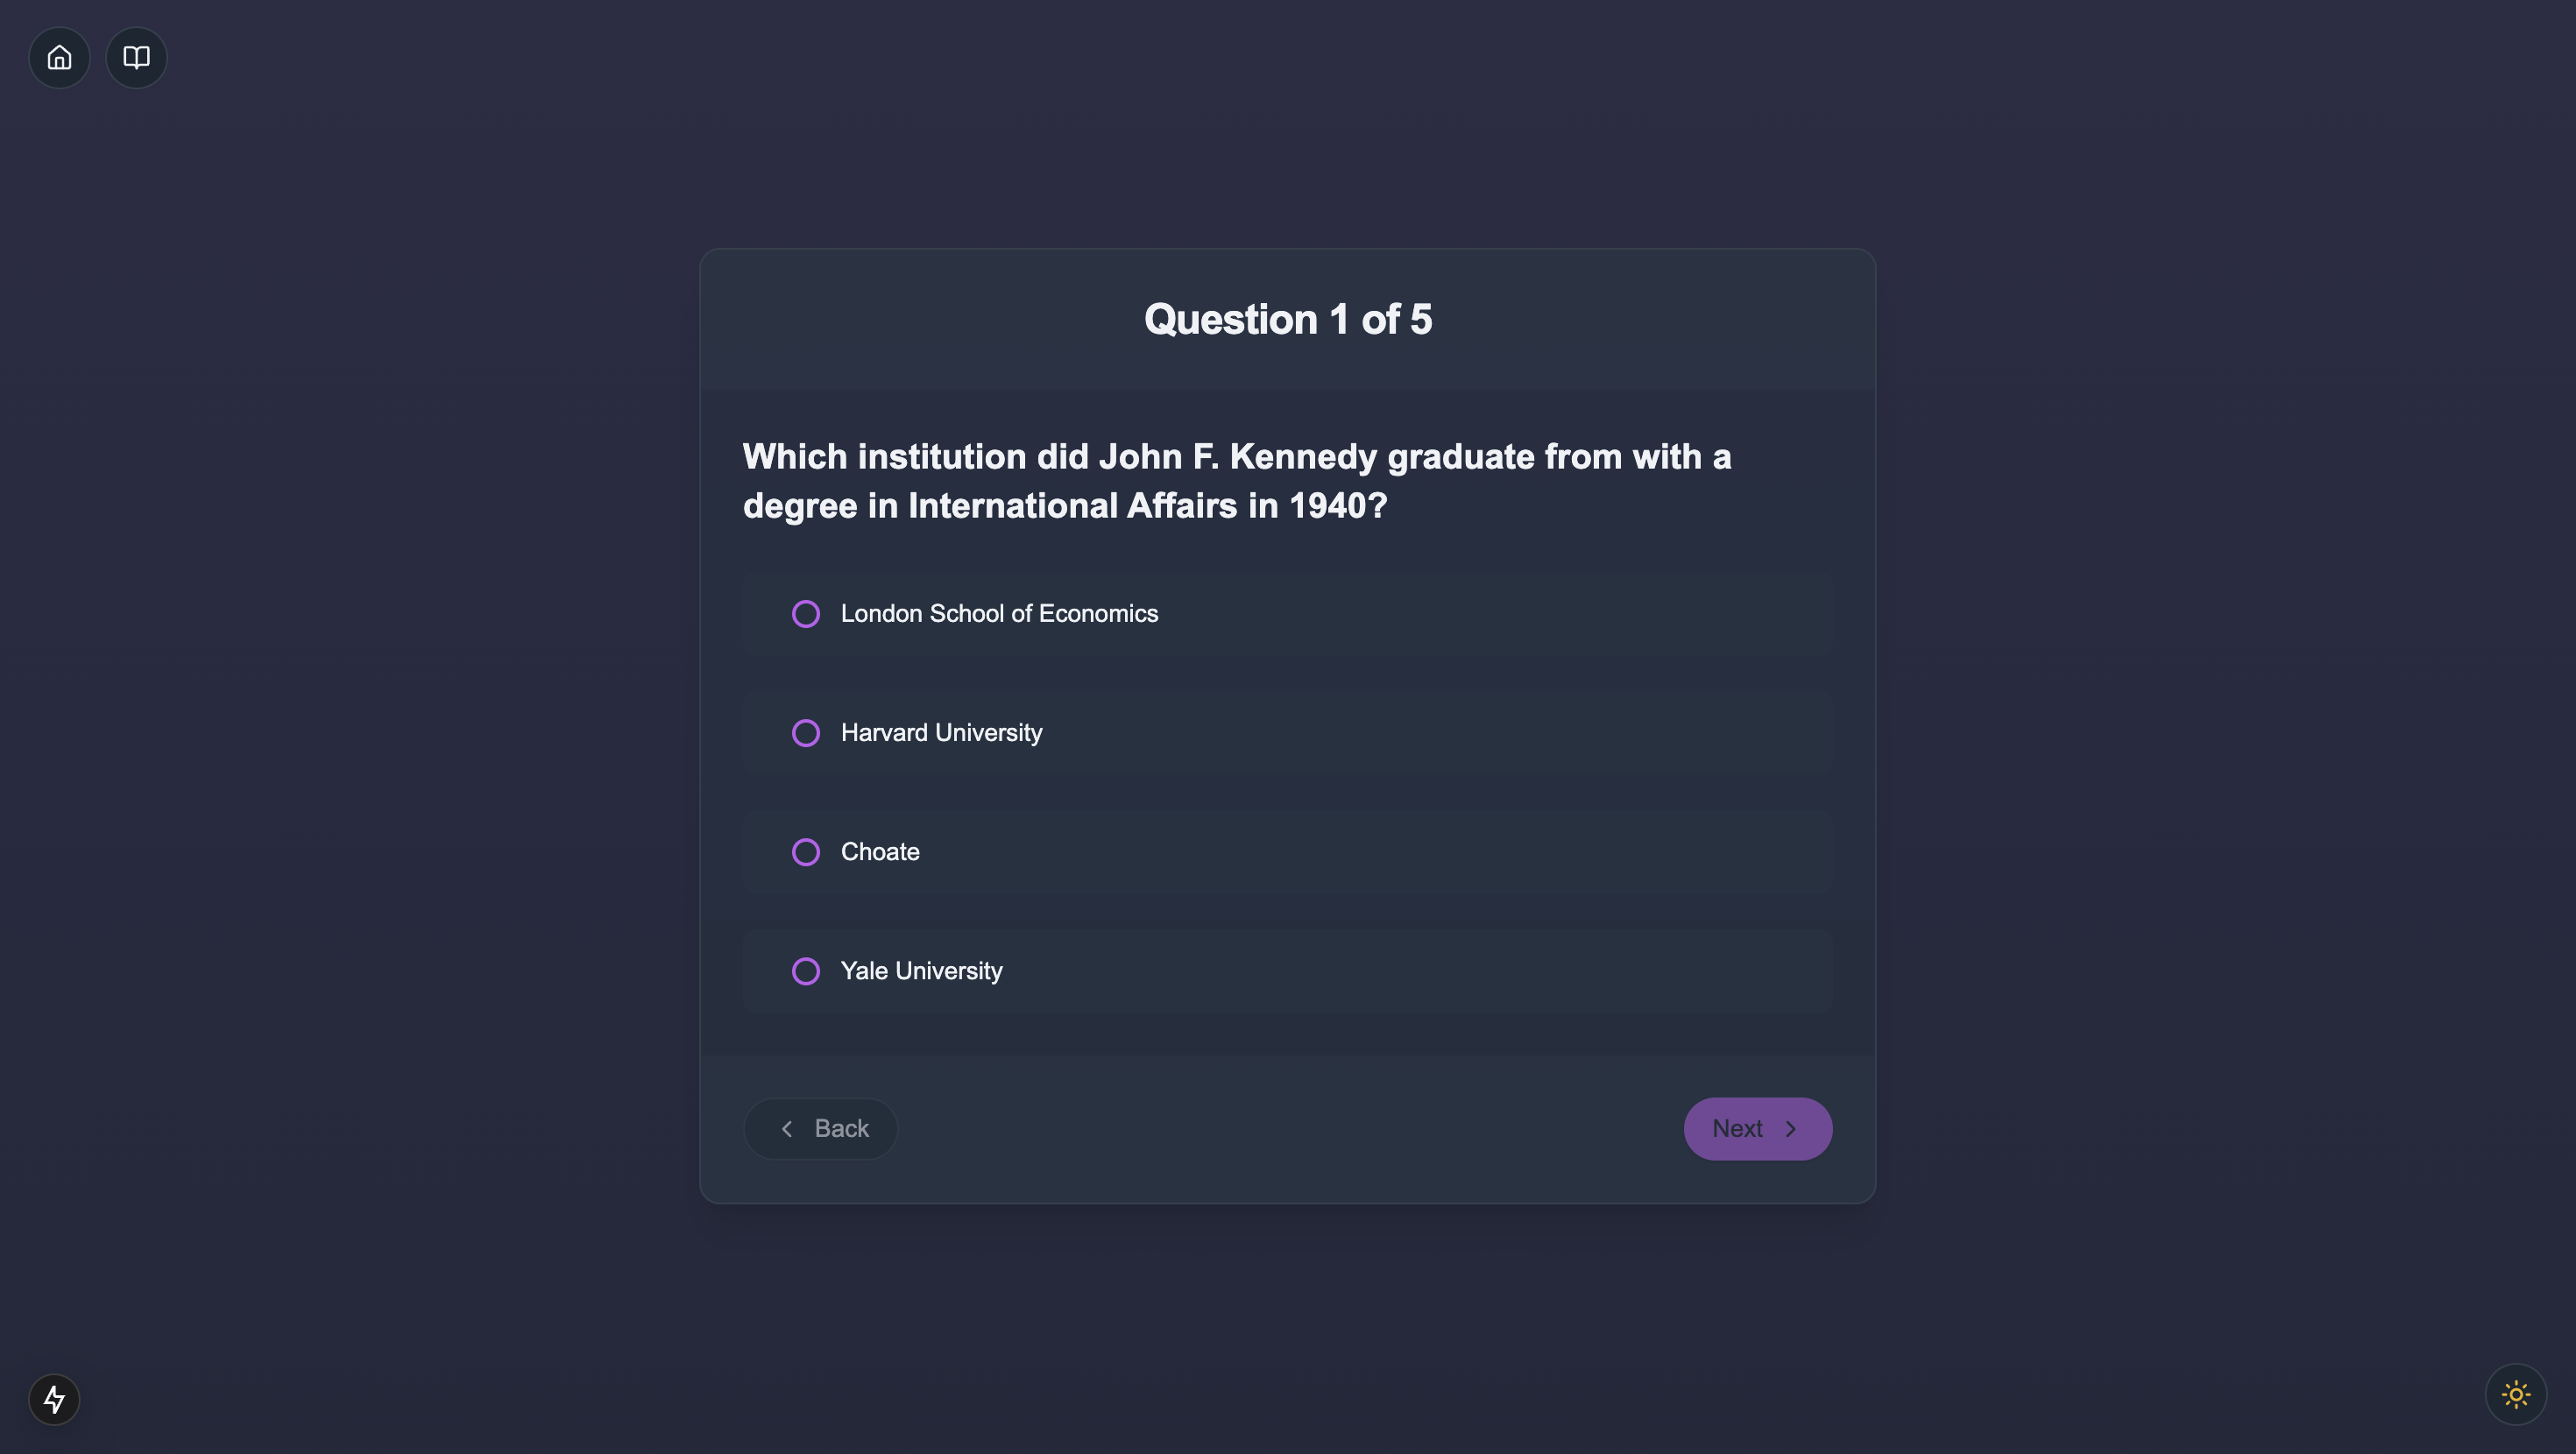 Question 1 of 5
Which institution did John F. Kennedy graduate from with a
degree in International Affairs in 1940?
London School of Economics
Harvard University
Choate
Yale University
Back
Next